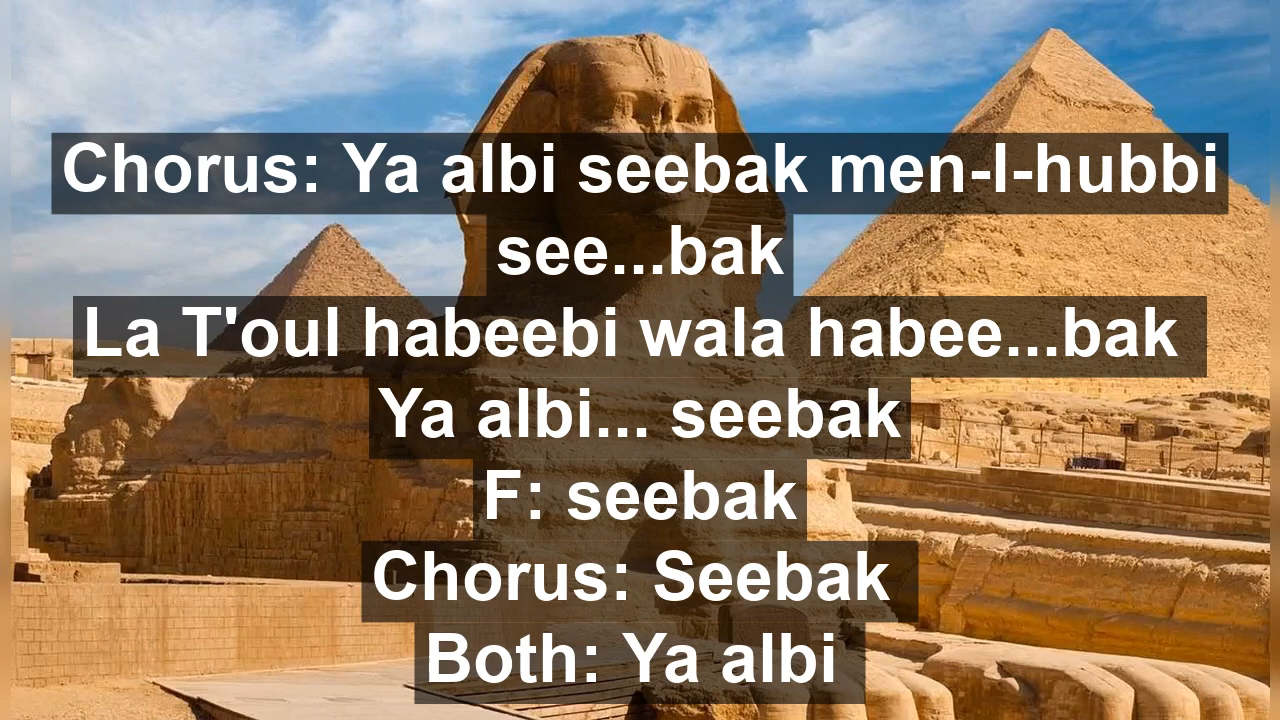 Chorus: Ya albi seebak men-l-hubbi
see...bak
La T'oul habeebi wala habee...bak
Ya albi... seebak
F: seebak
Chorus: Seebak
Both: Ya albi